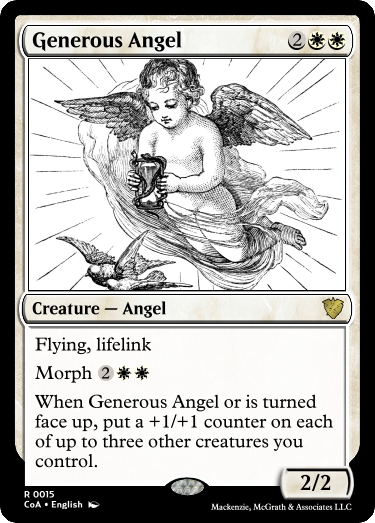 Generous Angel 2
Creature — Angel
Flying, lifelink
Morph 2
When Generous Angel or is turned
face up, put a +1/+1 counter on each
of up to three other creatures you
control.
2/2
R 0015
CoA • English
Mackenzie, McGrath & Associates LLC